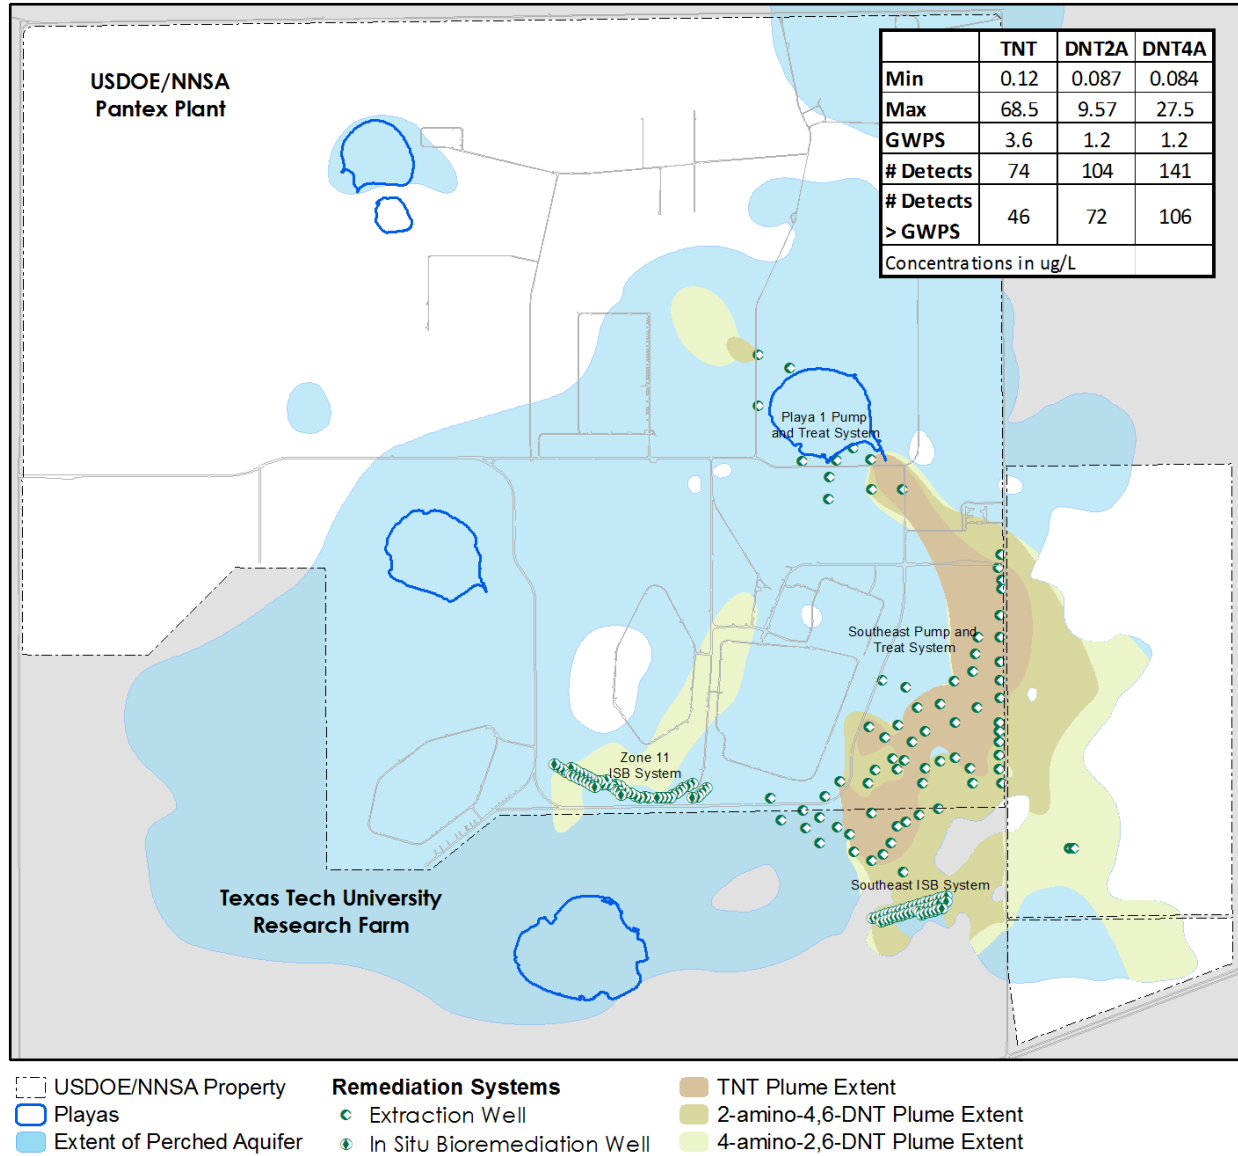 USDOE/NNSA
Pantex Plant
TNT DNT2A DNT4A
Min 0.12 0.087 0.084
Max 68.5 9.57 27.5
GWPS 3.6 1.2 1.2
# Detects 74 104 141
# Detects
> GWPS 46 72 106
Concentrations in ug/L
Playa 1 Pump
and Treat System
Southeast Pump and
Treat System
Zone 11
ISB System
Southeast ISB System
Texas Tech University
Research Farm
USDOE/NNSA Property
Playas
Extent of Perched Aquifer
Remediation Systems
Extraction Well
In Situ Bioremediation Well
TNT Plume Extent
2-amino-4,6-DNT Plume Extent
4-amino-2,6-DNT Plume Extent